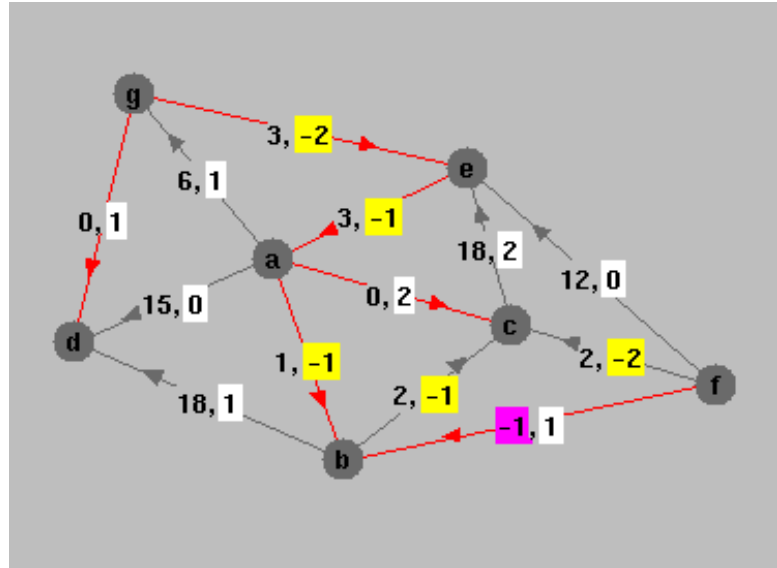 g
3, -2
e
6, 1
0, 1
3, -1
18, 2
a
12, 0
15, 0
0, 2
c
d
1, -1
2, -2
f
18, 1
2, -1
-1, 1
b